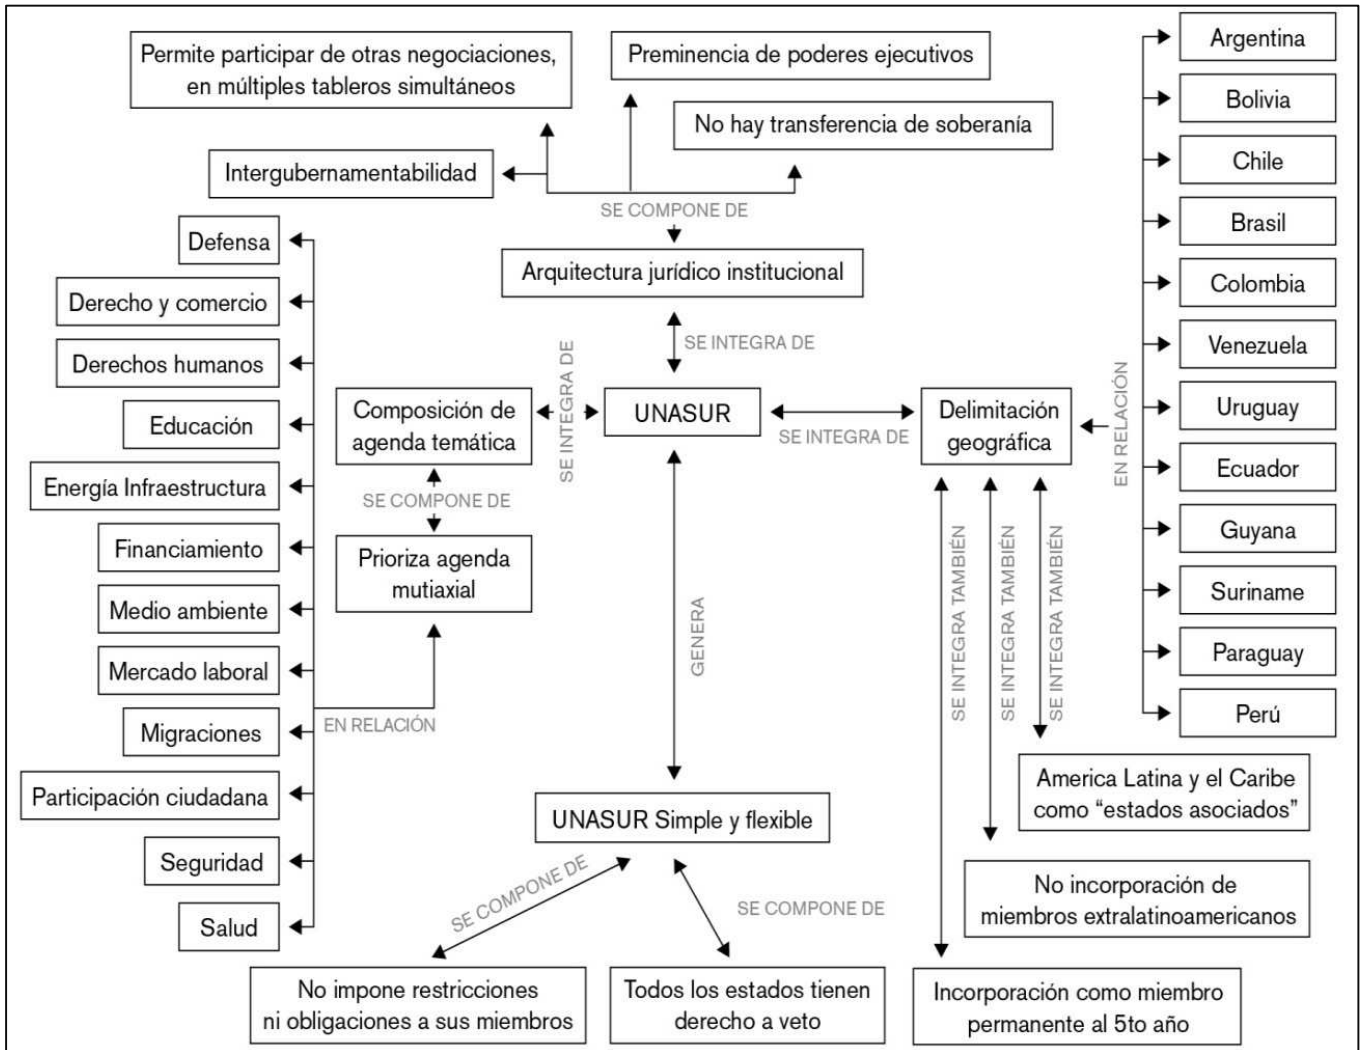 Permite participar de otras negociaciones,
en múltiples tableros simultáneos
Preminencia de poderes ejecutivos
No hay transferencia de soberanía
Intergubernamentabilidad
SE COMPONE DE
Arquitectura jurídico institucional
SE INTEGRA DE
UNASUR
SE INTEGRA DE
Composición de
agenda temática
SE COMPONE DE
Prioriza agenda
mutiaxial
EN RELACIÓN
Defensa
Derecho y comercio
Derechos humanos
Educación
Energía Infraestructura
Financiamiento
Medio ambiente
Mercado laboral
Migraciones
Participación ciudadana
Seguridad
Salud
SE INTEGRA DE
Delimitación
geográfica
EN RELACIÓN
Argentina
Bolivia
Chile
Brasil
Colombia
Venezuela
Uruguay
Ecuador
Guyana
Suriname
Paraguay
Perú
SE INTEGRA TAMBIÉN
SE INTEGRA TAMBIÉN
SE INTEGRA TAMBIÉN
America Latina y el Caribe
como “estados asociados”
No incorporación de
miembros extralatinoamericanos
Incorporación como miembro
permanente al 5to año
GENERA
UNASUR Simple y flexible
SE COMPONE DE
SE COMPONE DE
No impone restricciones
ni obligaciones a sus miembros
Todos los estados tienen
derecho a veto